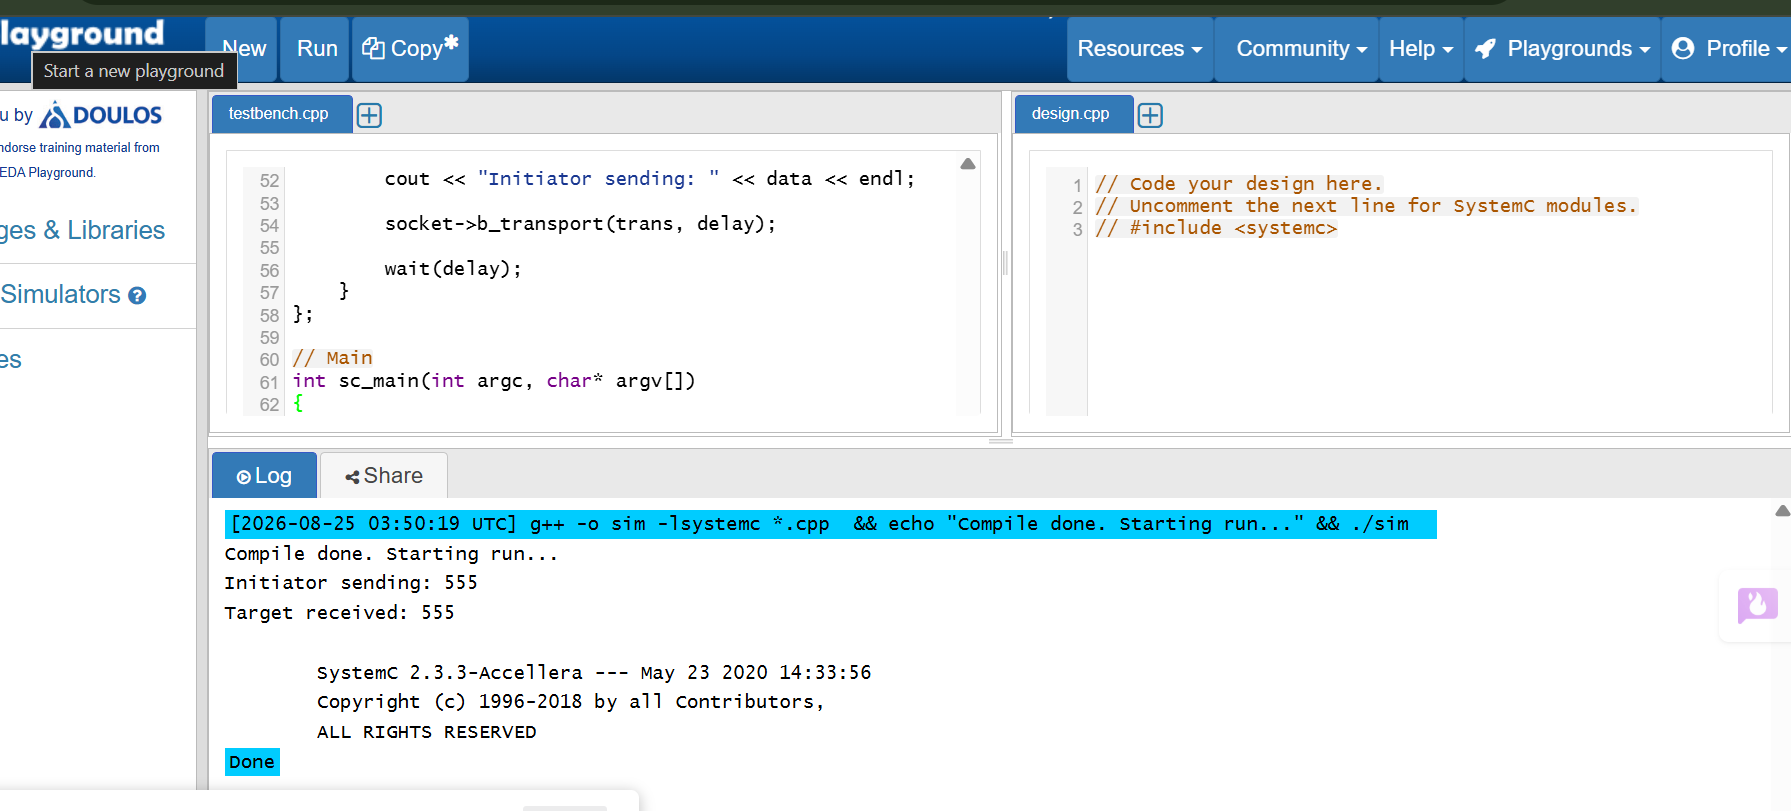 layground
New
Run
Copy*
Resources
Community
Help
Playgrounds
Profile
Start a new playground
u by DOULOS
ndorse training material from
EDA Playground.
ges & Libraries
Simulators ?
es
testbench.cpp
52 cout << "Initiator sending: " << data << endl;
53
54 socket->b_transport(trans, delay);
55
56 wait(delay);
57 }
58 };
59
60 // Main
61 int sc_main(int argc, char* argv[])
62 {
design.cpp
1 // Code your design here.
2 // Uncomment the next line for SystemC modules.
3 // #include <systemc>
Log
Share
[2026-08-25 03:50:19 UTC] g++ -o sim -lsystemc *.cpp && echo "Compile done. Starting run..." && ./sim
Compile done. Starting run...
Initiator sending: 555
Target received: 555
SystemC 2.3.3-Accellera --- May 23 2020 14:33:56
Copyright (c) 1996-2018 by all Contributors,
ALL RIGHTS RESERVED
Done